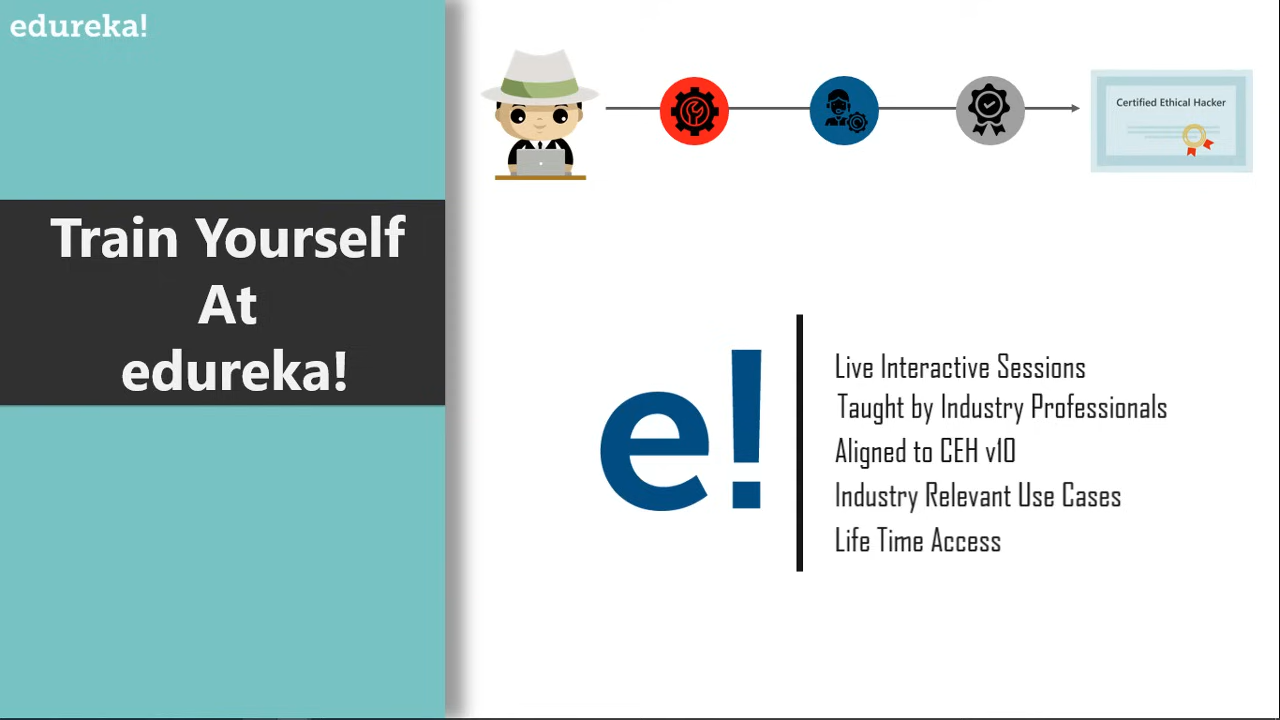 edureka!
Train Yourself
At
edureka!
Certified Ethical Hacker
e!
Live Interactive Sessions
Taught by Industry Professionals
Aligned to CEH v10
Industry Relevant Use Cases
Life Time Access